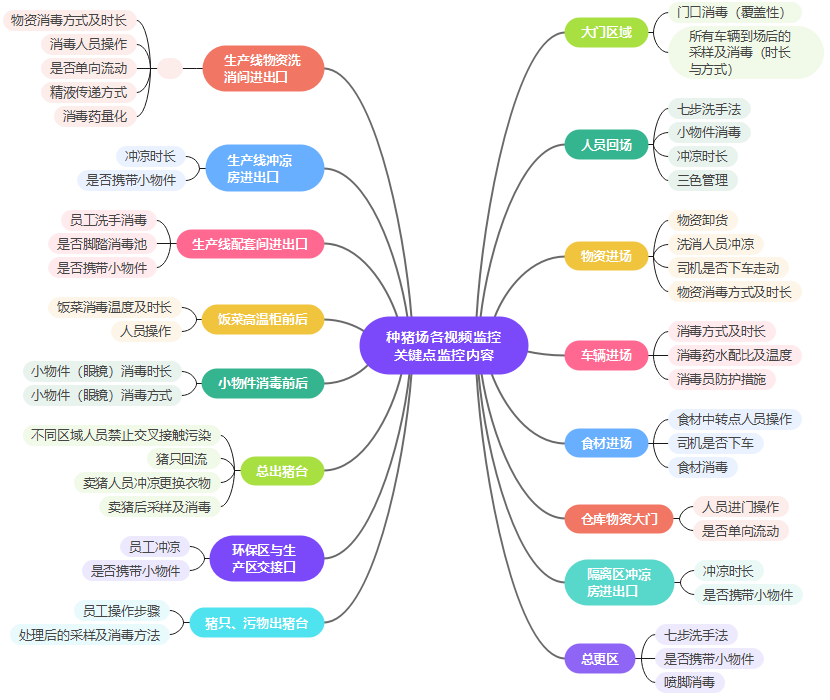 种猪场各视频监控
关键点监控内容
生产线物资洗
消间进出口
物资消毒方式及时长
消毒人员操作
是否单向流动
精液传递方式
消毒药量化
生产线冲凉
房进出口
冲凉时长
是否携带小物件
生产线配套间进出口
员工洗手消毒
是否脚踏消毒池
是否携带小物件
饭菜高温柜前后
饭菜消毒温度及时长
人员操作
小物件消毒前后
小物件（眼镜）消毒时长
小物件（眼镜）消毒方式
总出猪台
不同区域人员禁止交叉接触污染
猪只回流
卖猪人员冲凉更换衣物
卖猪后采样及消毒
环保区与生
产区交接口
员工冲凉
是否携带小物件
猪只、污物出猪台
员工操作步骤
处理后的采样及消毒方法
大门区域
门口消毒（覆盖性）
所有车辆到场后的
采样及消毒（时长
与方式）
人员回场
七步洗手法
小物件消毒
冲凉时长
三色管理
物资进场
物资卸货
洗消人员冲凉
司机是否下车走动
物资消毒方式及时长
车辆进场
消毒方式及时长
消毒药水配比及温度
消毒员防护措施
食材进场
食材中转点人员操作
司机是否下车
食材消毒
仓库物资大门
人员进门操作
是否单向流动
隔离区冲凉
房进出口
冲凉时长
是否携带小物件
总更区
七步洗手法
是否携带小物件
喷脚消毒